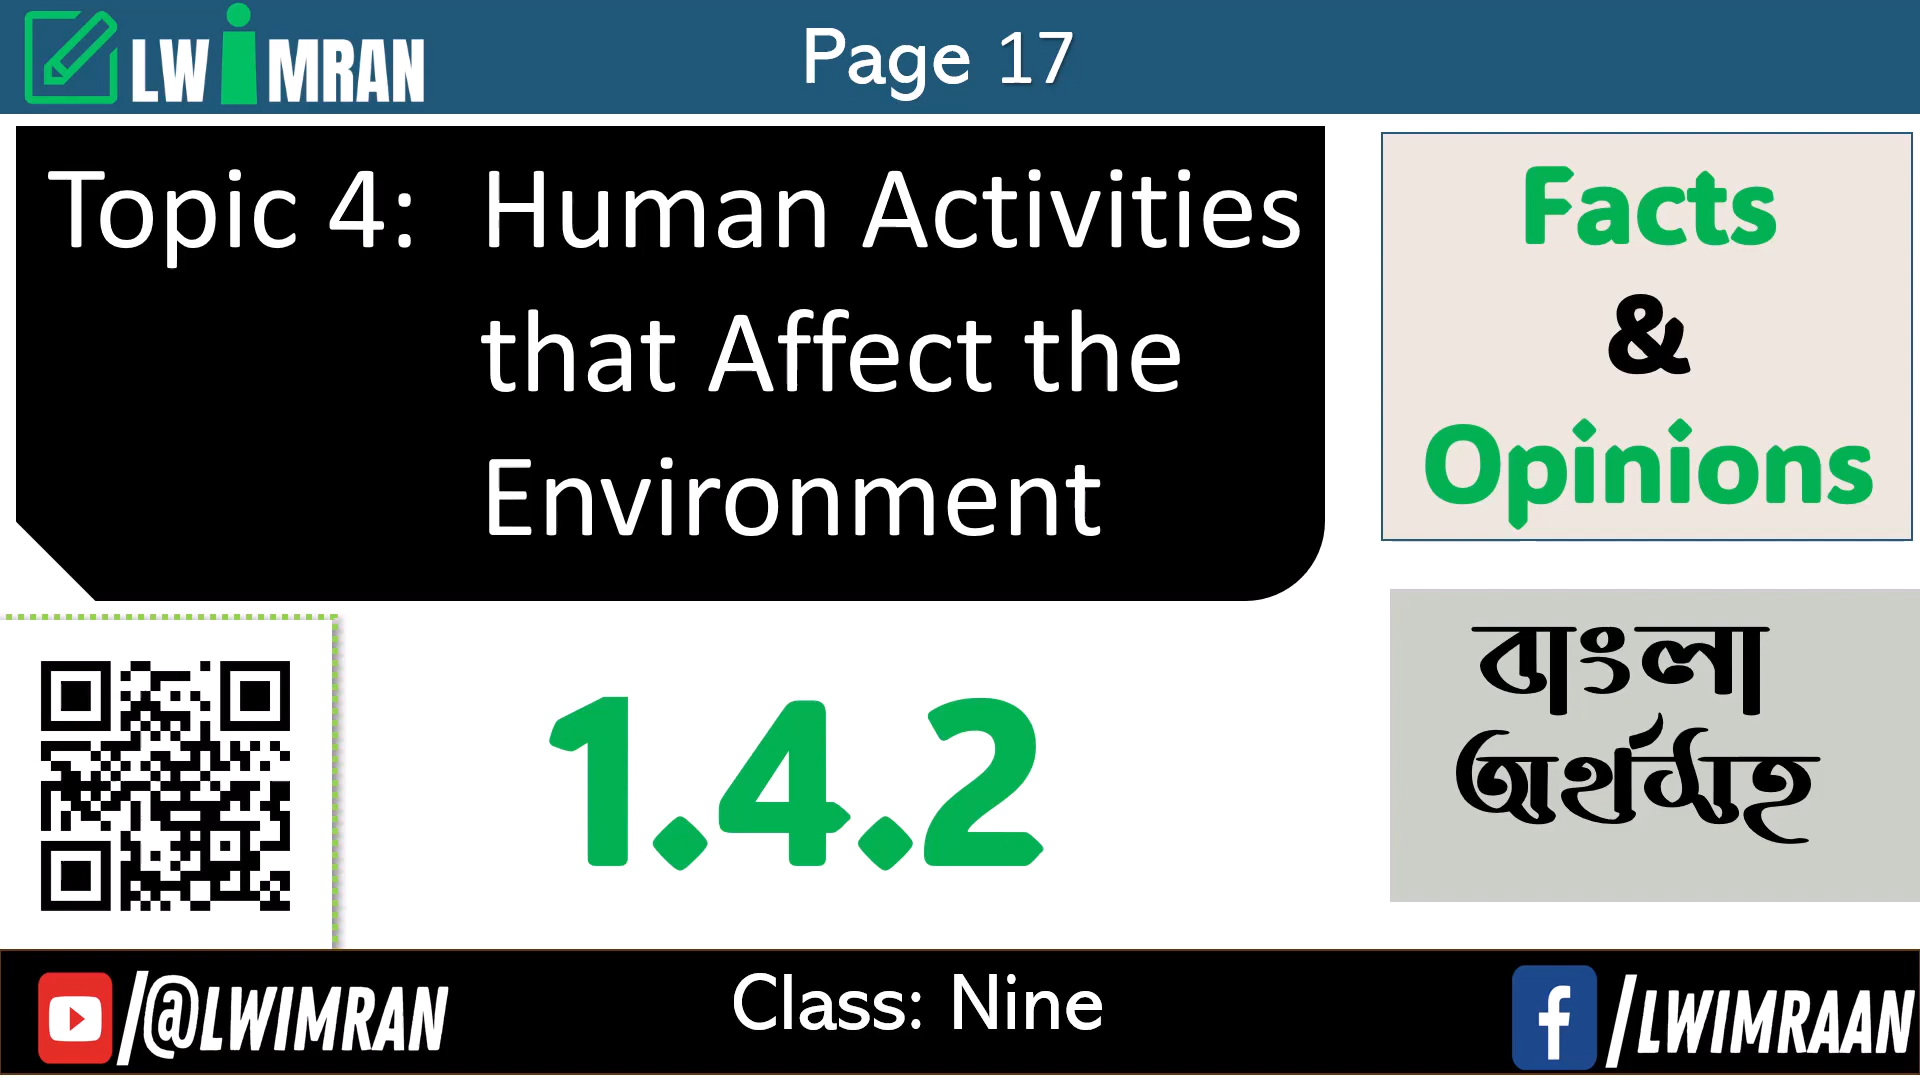 LWiMRAN
Page 17
Topic 4: Human Activities
that Affect the
Environment
Facts
&
Opinions
1.4.2
বাংলা
অর্থসহ
/@LWIMRAN
Class: Nine
/LWIMRAAN